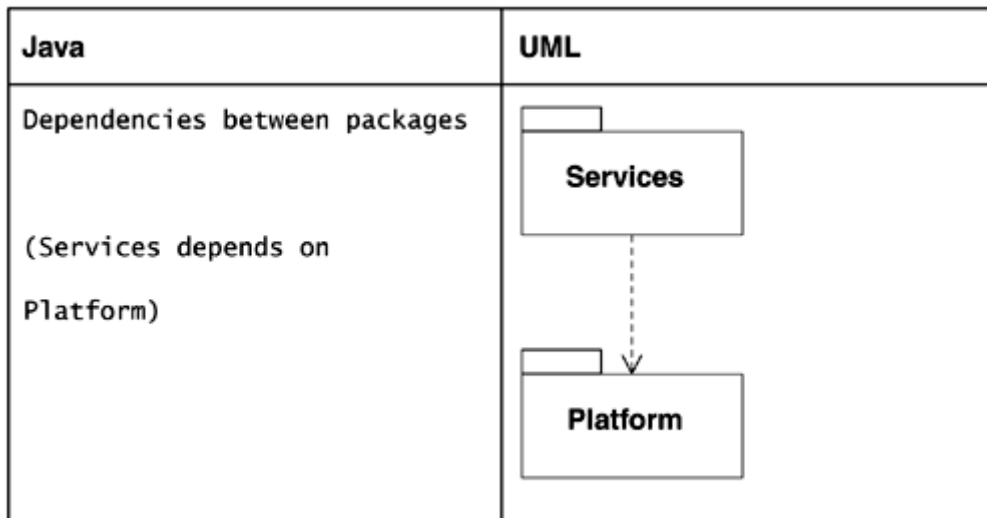 Java
UML
Dependencies between packages
(Services depends on
Platform)
Services
Platform